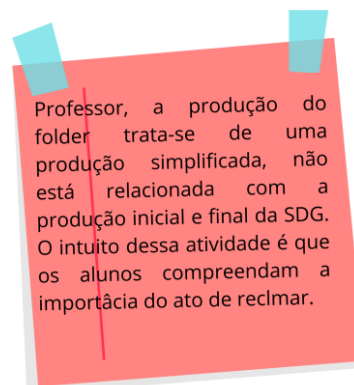 Professor, a produção do
folder trata-se de uma
produção simplificada, não
está relacionada com a
produção inicial e final da SDG.
O intuito dessa atividade é que
os alunos compreendam a
importâcia do ato de reclmar.